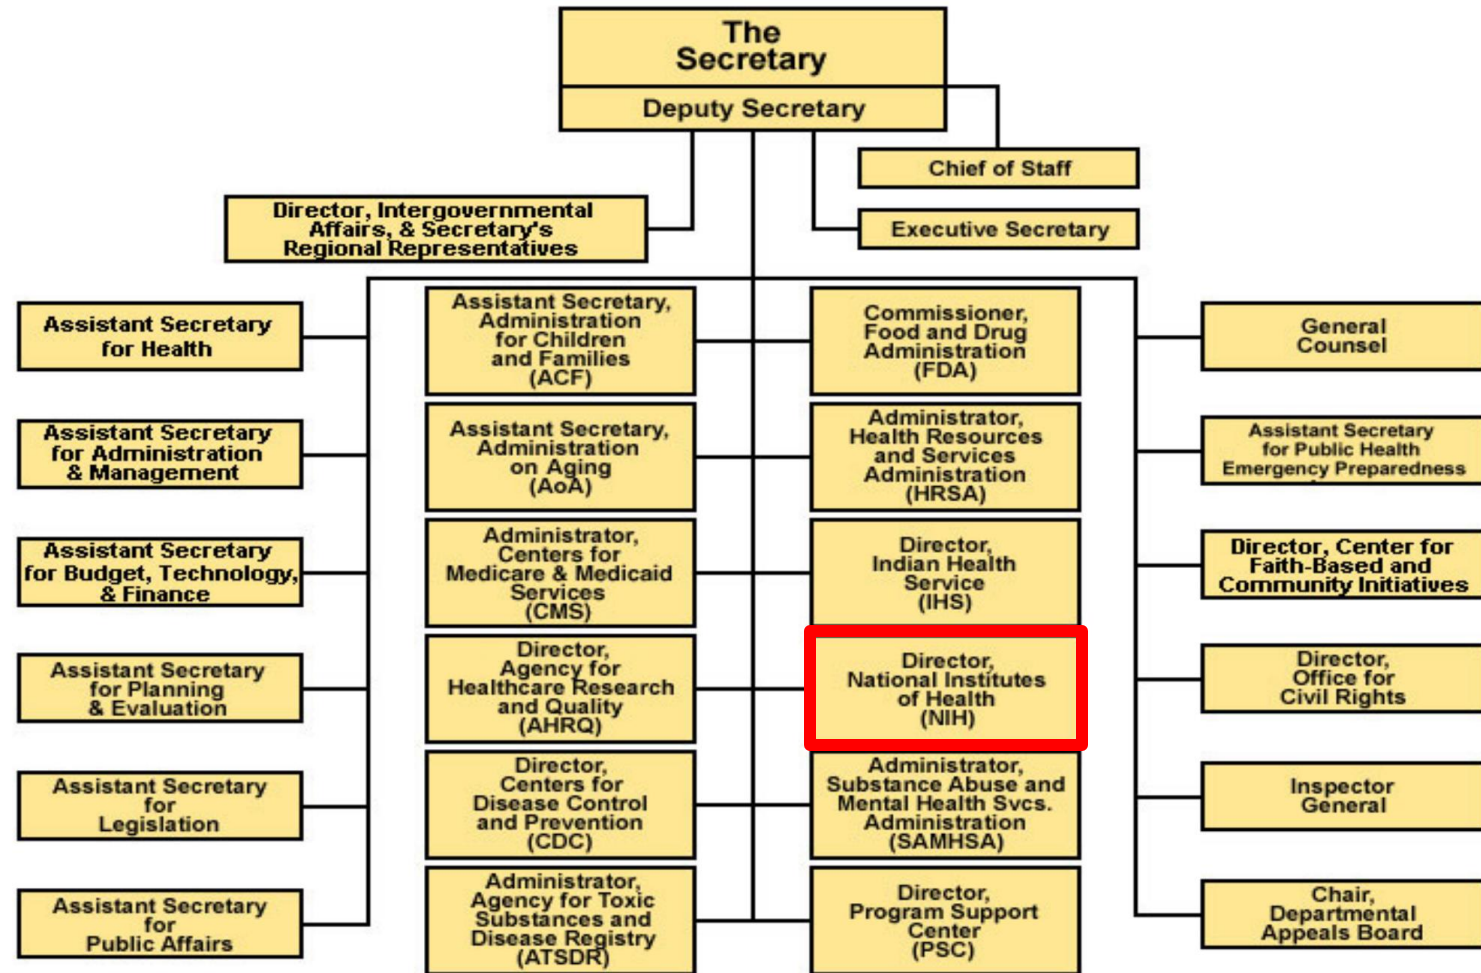 The
Secretary
Deputy Secretary
Chief of Staff
Director, Intergovernmental
Affairs, & Secretary's
Regional Representatives
Executive Secretary
Assistant Secretary
for Health
Assistant Secretary
for Administration
& Management
Assistant Secretary
for Budget, Technology,
& Finance
Assistant Secretary
for Planning
& Evaluation
Assistant Secretary
for
Legislation
Assistant Secretary
for
Public Affairs
Assistant Secretary,
Administration
for Children
and Families
(ACF)
Assistant Secretary,
Administration
on Aging
(AoA)
Administrator,
Centers for
Medicare & Medicaid
Services
(CMS)
Director,
Agency for
Healthcare Research
and Quality
(AHRQ)
Director,
Centers for
Disease Control
and Prevention
(CDC)
Administrator,
Agency for Toxic
Substances and
Disease Registry
(ATSDR)
Commissioner,
Food and Drug
Administration
(FDA)
Administrator,
Health Resources
and Services
Administration
(HRSA)
Director,
Indian Health
Service
(IHS)
Director,
National Institutes
of Health
(NIH)
Administrator,
Substance Abuse and
Mental Health Svcs.
Administration
(SAMHSA)
Director,
Program Support
Center
(PSC)
General
Counsel
Assistant Secretary
for Public Health
Emergency Preparedness
Director, Center for
Faith-Based and
Community Initiatives
Director,
Office for
Civil Rights
Inspector
General
Chair,
Departmental
Appeals Board